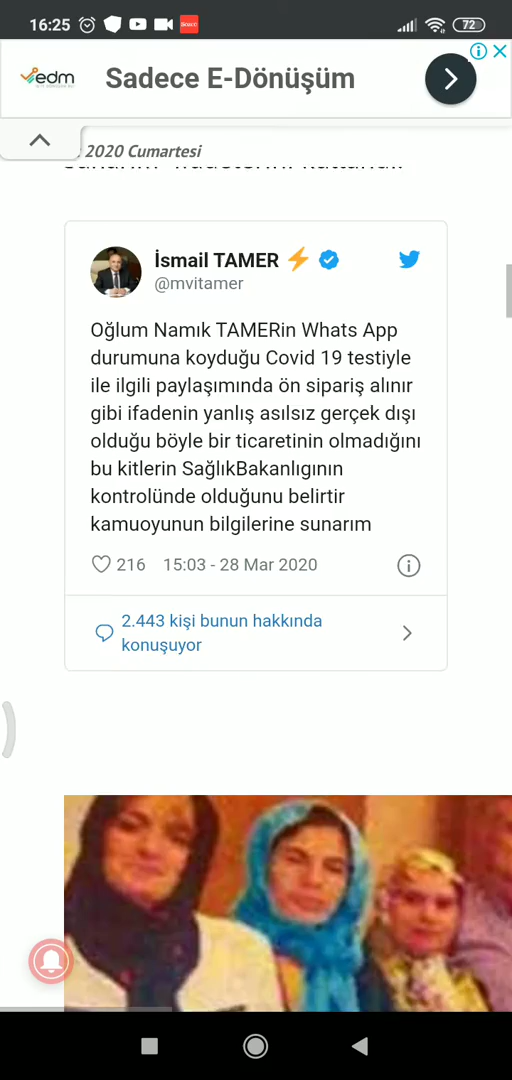 16:25
72
edm
Sadece E-Dönüşüm
2020 Cumartesi
İsmail TAMER
@mvitamer
Oğlum Namık TAMERin Whats App
durumuna koyduğu Covid 19 testiyle
ile ilgili paylaşımında ön sipariş alınır
gibi ifadenin yanlış asılsız gerçek dışı
olduğu böyle bir ticaretinin olmadığını
bu kitlerin SağlıkBakanlıgının
kontrolünde olduğunu belirtir
kamuoyunun bilgilerine sunarım
216 15:03 - 28 Mar 2020
2.443 kişi bunun hakkında
konuşuyor